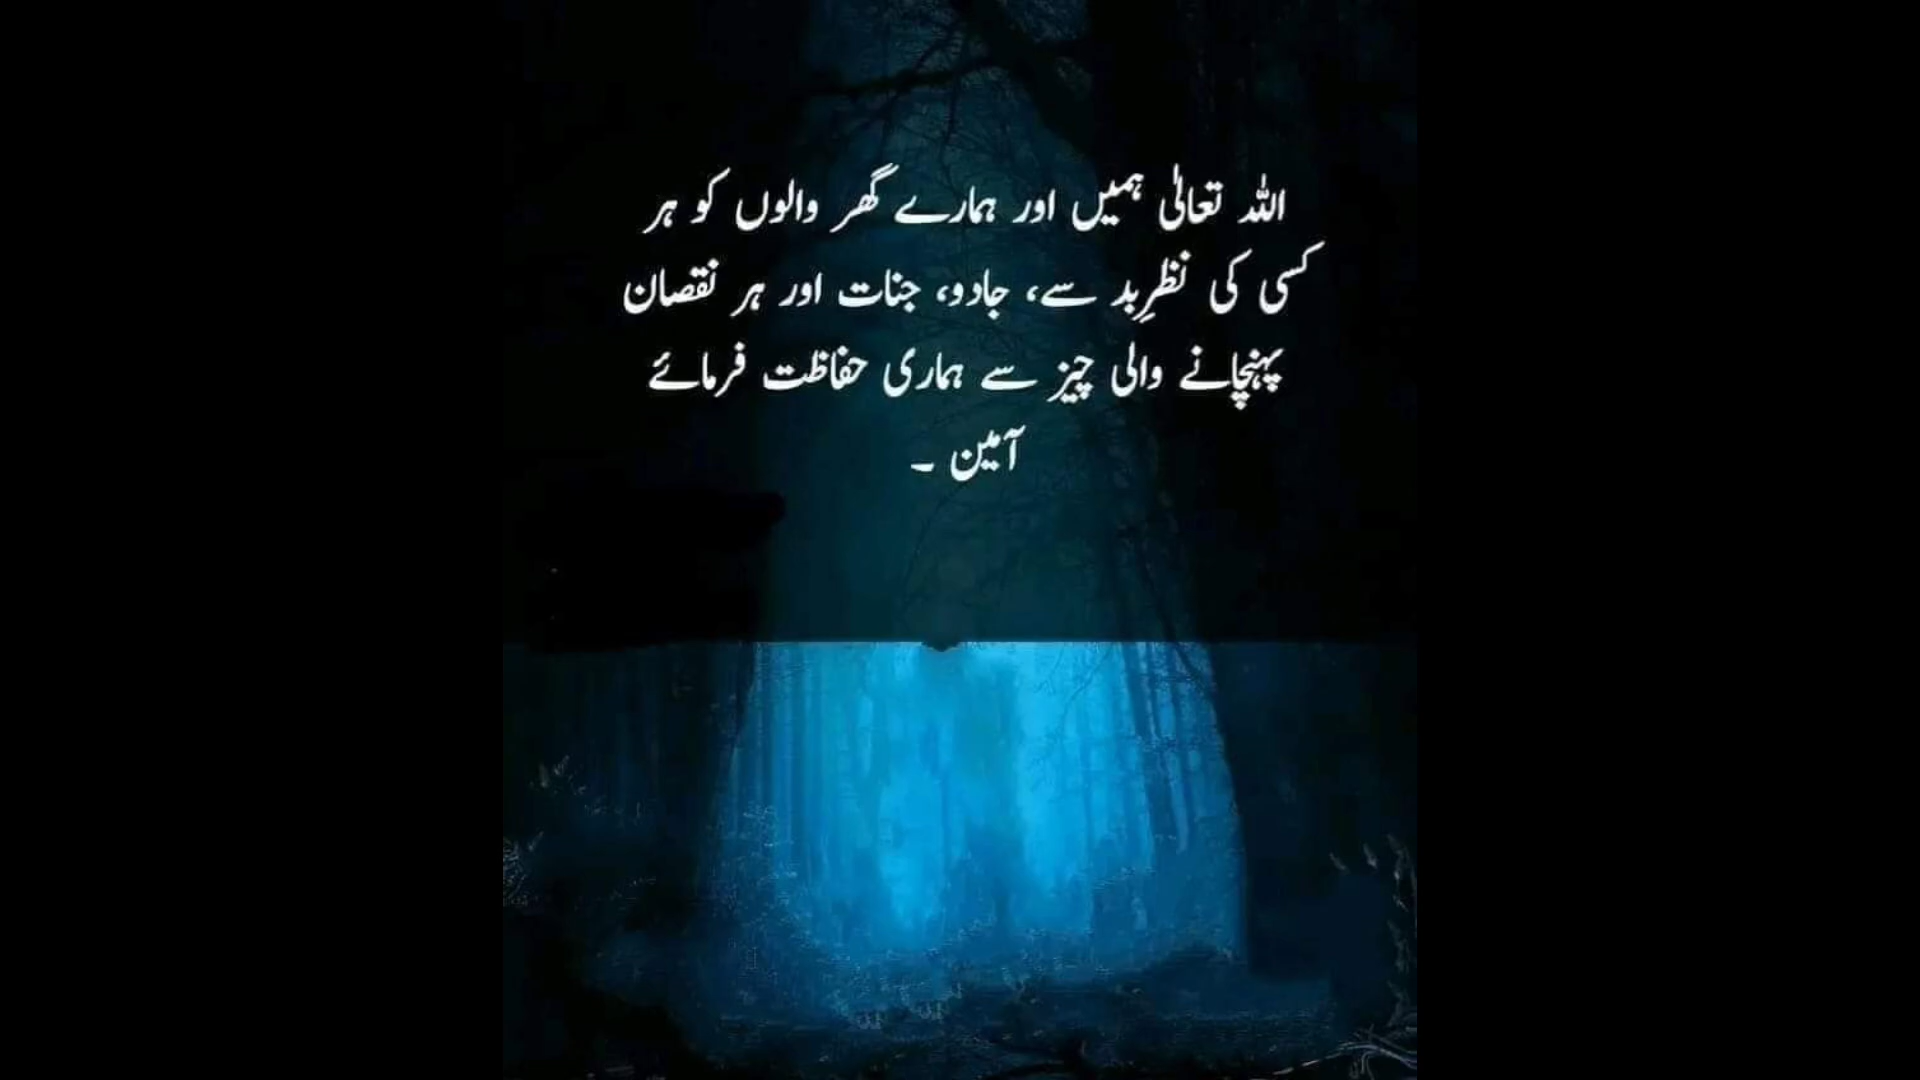 اللہ تعالیٰ ہمیں اور ہمارے گھر والوں کو ہر
کسی کی نظرِبد سے، جادو، جنات اور ہر نقصان
پہنچانے والی چیز سے ہماری حفاظت فرمائے
آمین ۔